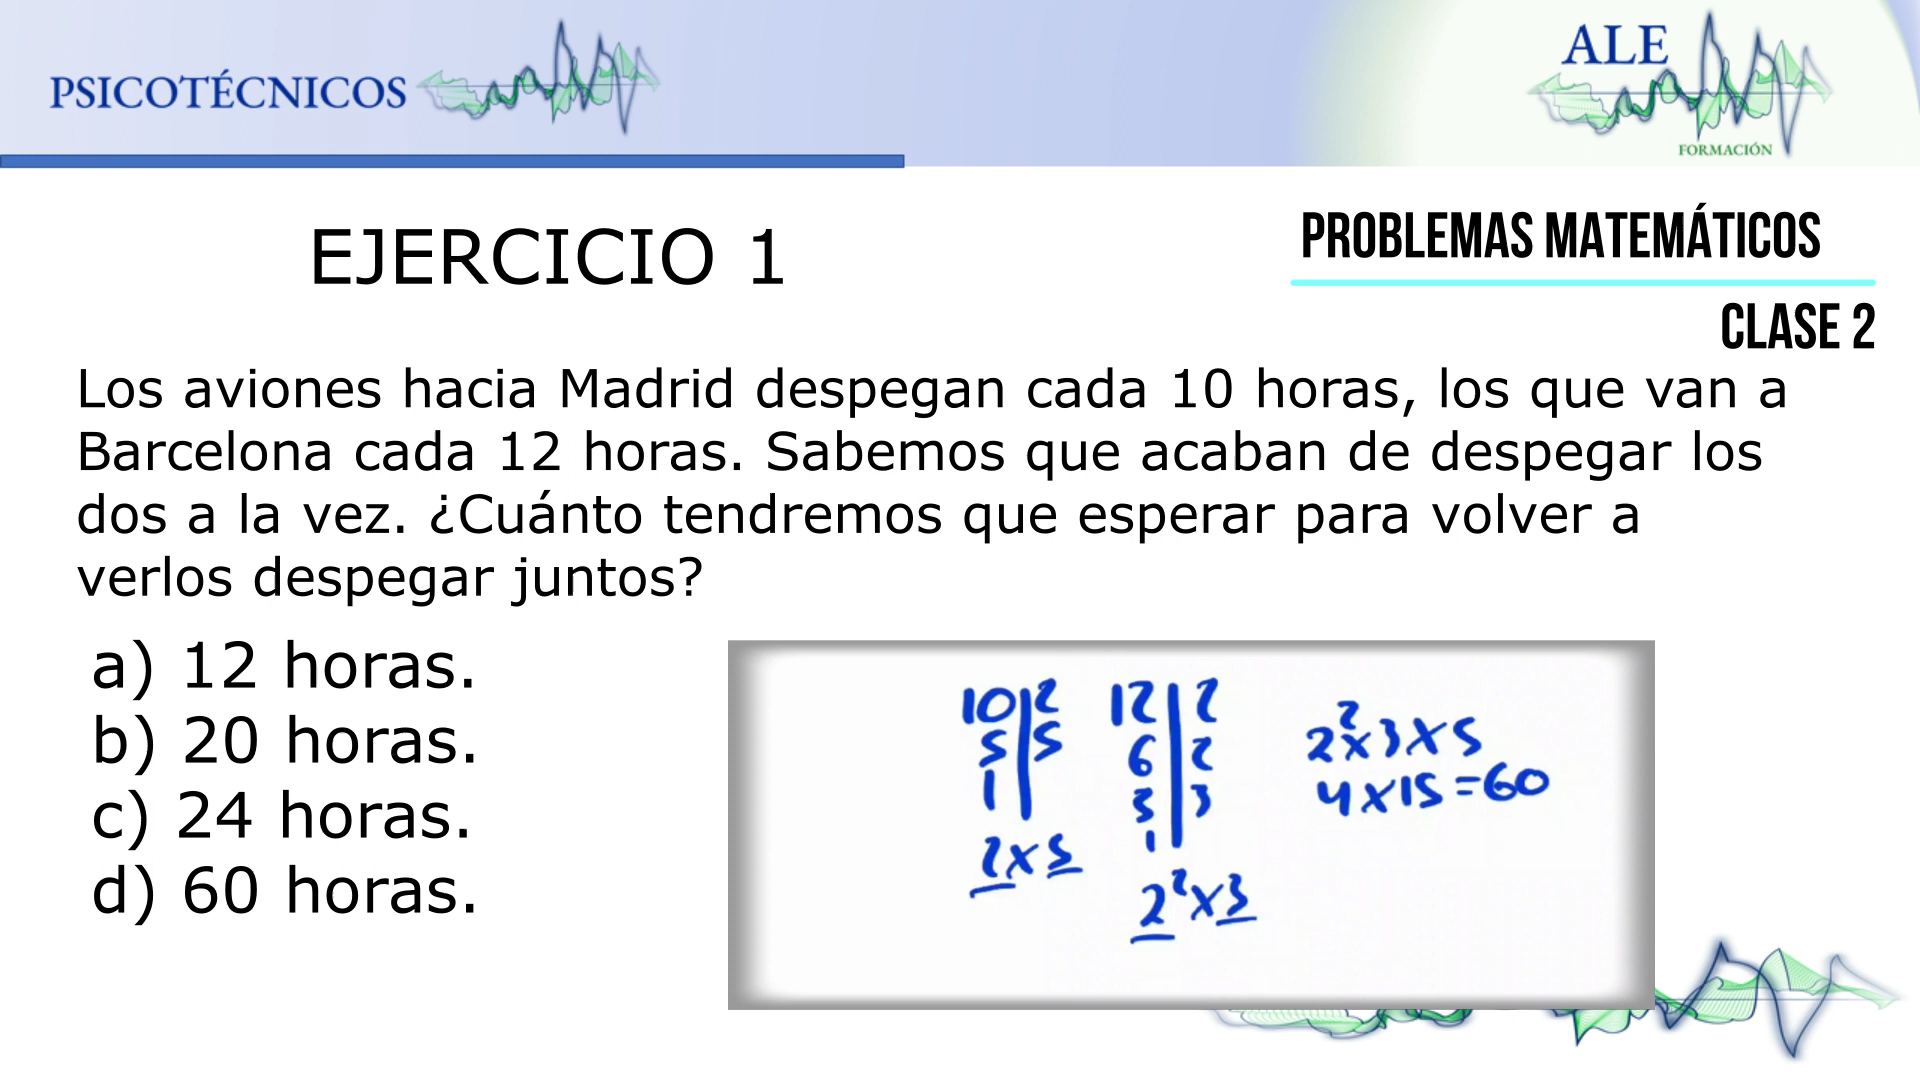 PSICOTÉCNICOS
ALE
FORMACIÓN
EJERCICIO 1
PROBLEMAS MATEMÁTICOS
CLASE 2
Los aviones hacia Madrid despegan cada 10 horas, los que van a
Barcelona cada 12 horas. Sabemos que acaban de despegar los
dos a la vez. ¿Cuánto tendremos que esperar para volver a
verlos despegar juntos?
a) 12 horas.
b) 20 horas.
c) 24 horas.
d) 60 horas.
10|2
5|5
1|
2x5
12|2
6|2
3|3
1|
2²x3
2²x3x5
4x15=60